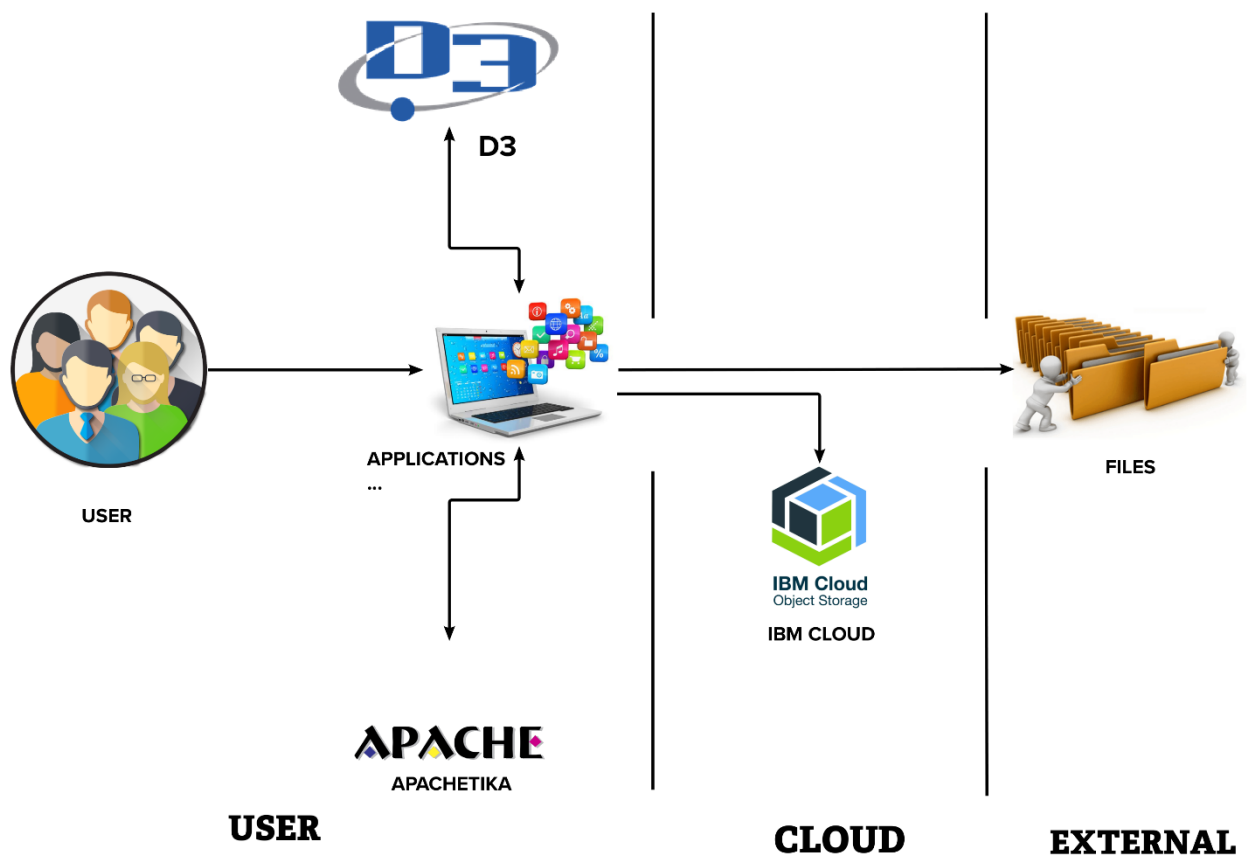 D3
D3
APPLICATIONS
...
USER
FILES
IBM Cloud
Object Storage
IBM CLOUD
APACHE
APACHETIKA
USER
CLOUD
EXTERNAL